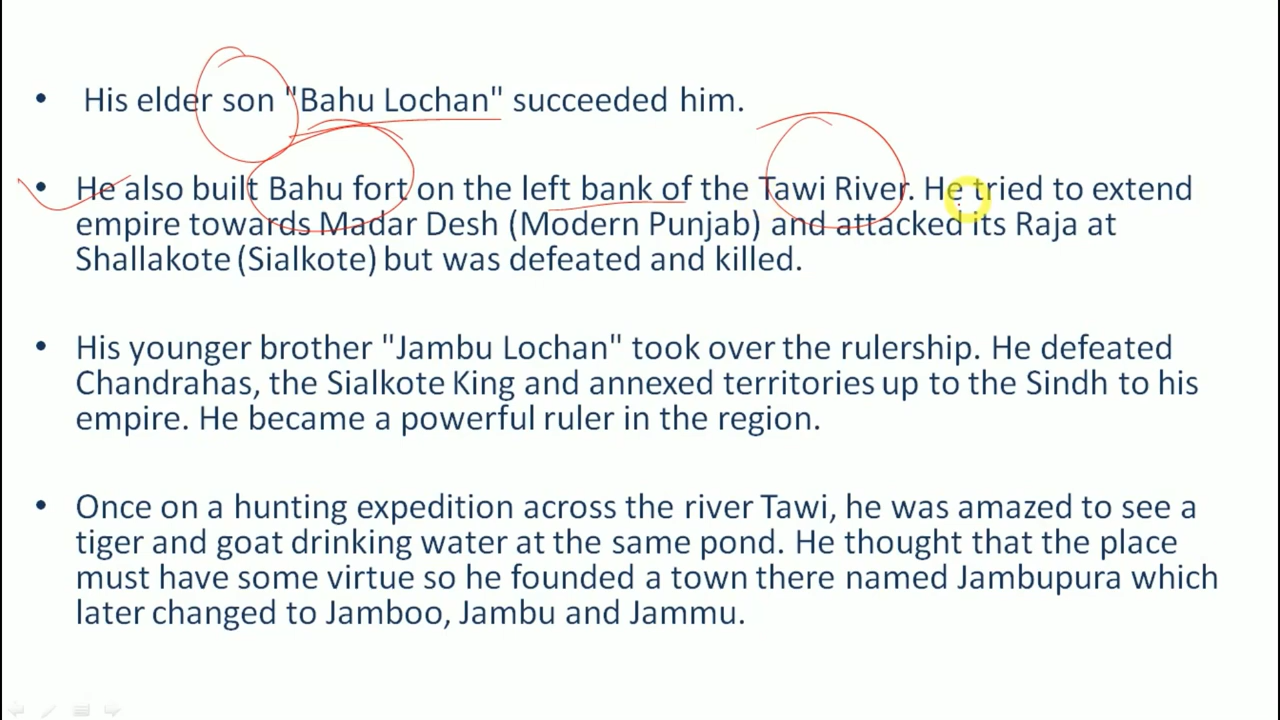 • His elder son "Bahu Lochan" succeeded him.
• He also built Bahu fort on the left bank of the Tawi River. He tried to extend
empire towards Madar Desh (Modern Punjab) and attacked its Raja at
Shallakote (Sialkote) but was defeated and killed.
• His younger brother "Jambu Lochan" took over the rulership. He defeated
Chandrahas, the Sialkote King and annexed territories up to the Sindh to his
empire. He became a powerful ruler in the region.
• Once on a hunting expedition across the river Tawi, he was amazed to see a
tiger and goat drinking water at the same pond. He thought that the place
must have some virtue so he founded a town there named Jambupura which
later changed to Jamboo, Jambu and Jammu.